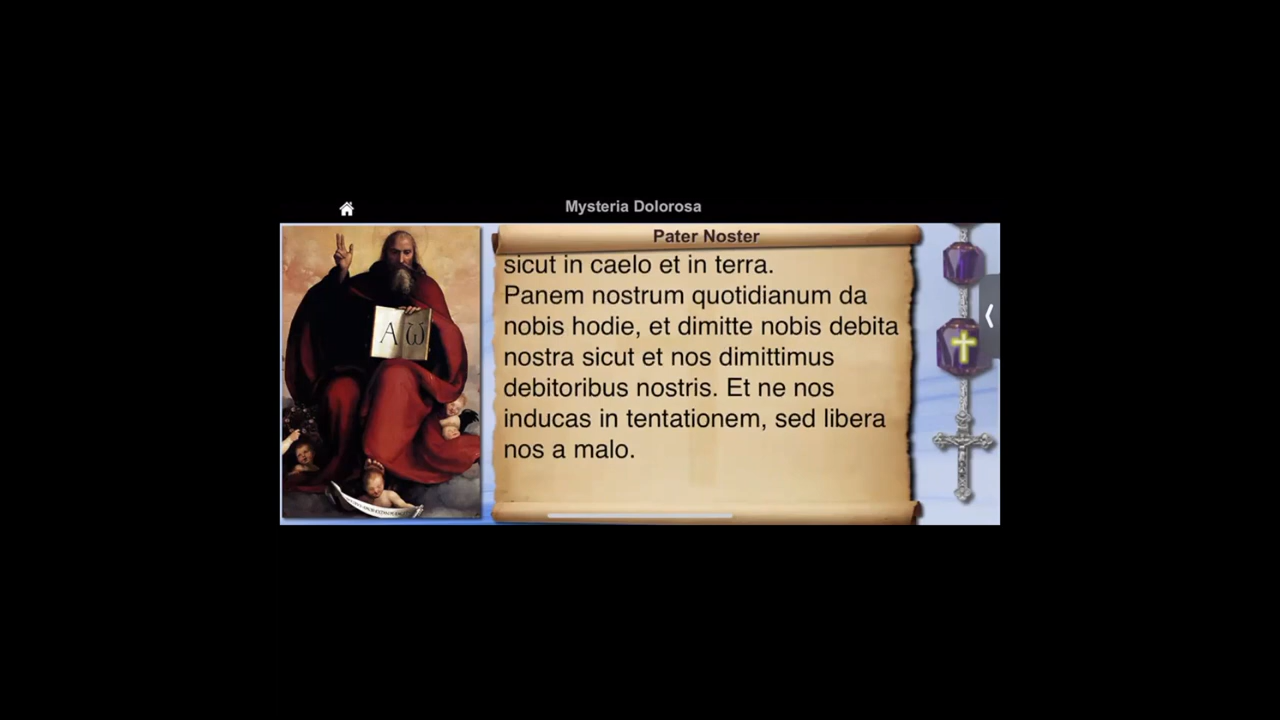 Mysteria Dolorosa
Pater Noster
sicut in caelo et in terra.
Panem nostrum quotidianum da
nobis hodie, et dimitte nobis debita
nostra sicut et nos dimittimus
debitoribus nostris. Et ne nos
inducas in tentationem, sed libera
nos a malo.
Α Ω